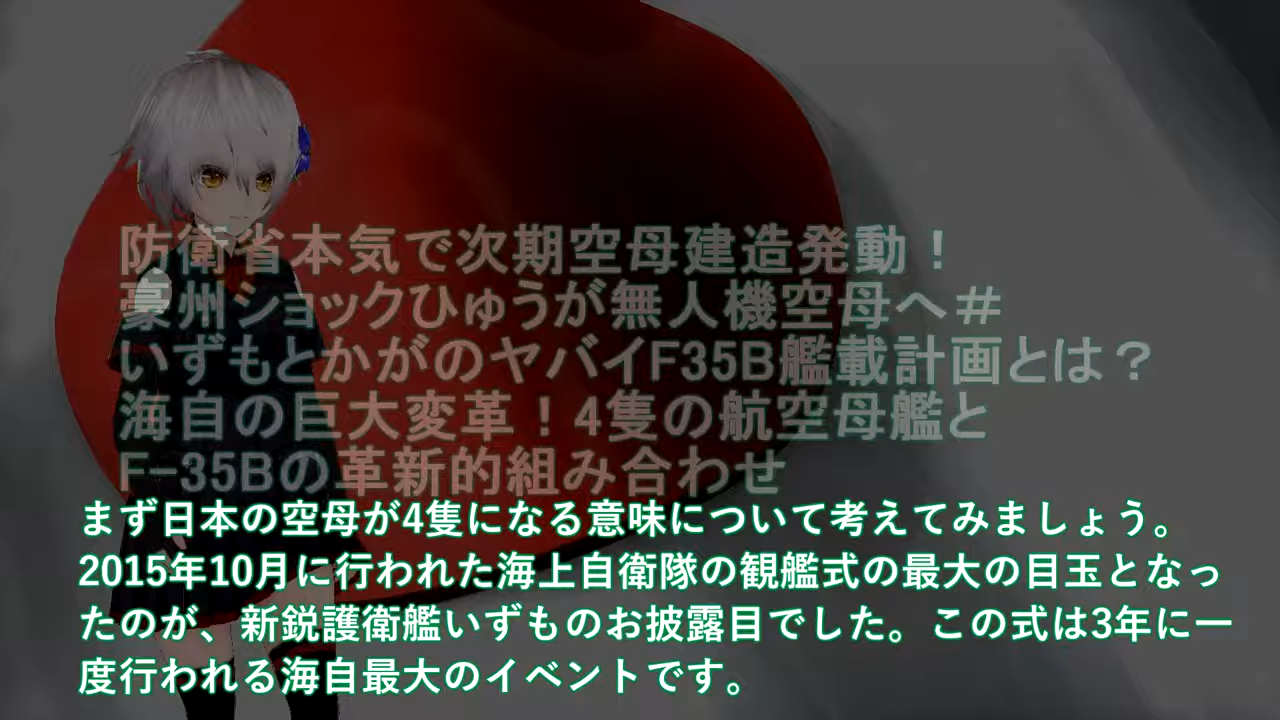 防衛省本気で次期空母建造発動！
豪州ショックひゅうが無人機空母へ＃
いずもとかがのヤバイF35B艦載計画とは？
海自の巨大変革！4隻の航空母艦と
F-35Bの革新的組み合わせ
まず日本の空母が4隻になる意味について考えてみましょう。
2015年10月に行われた海上自衛隊の観艦式の最大の目玉となっ
たのが、新鋭護衛艦いずものお披露目でした。この式は3年に一
度行われる海自最大のイベントです。